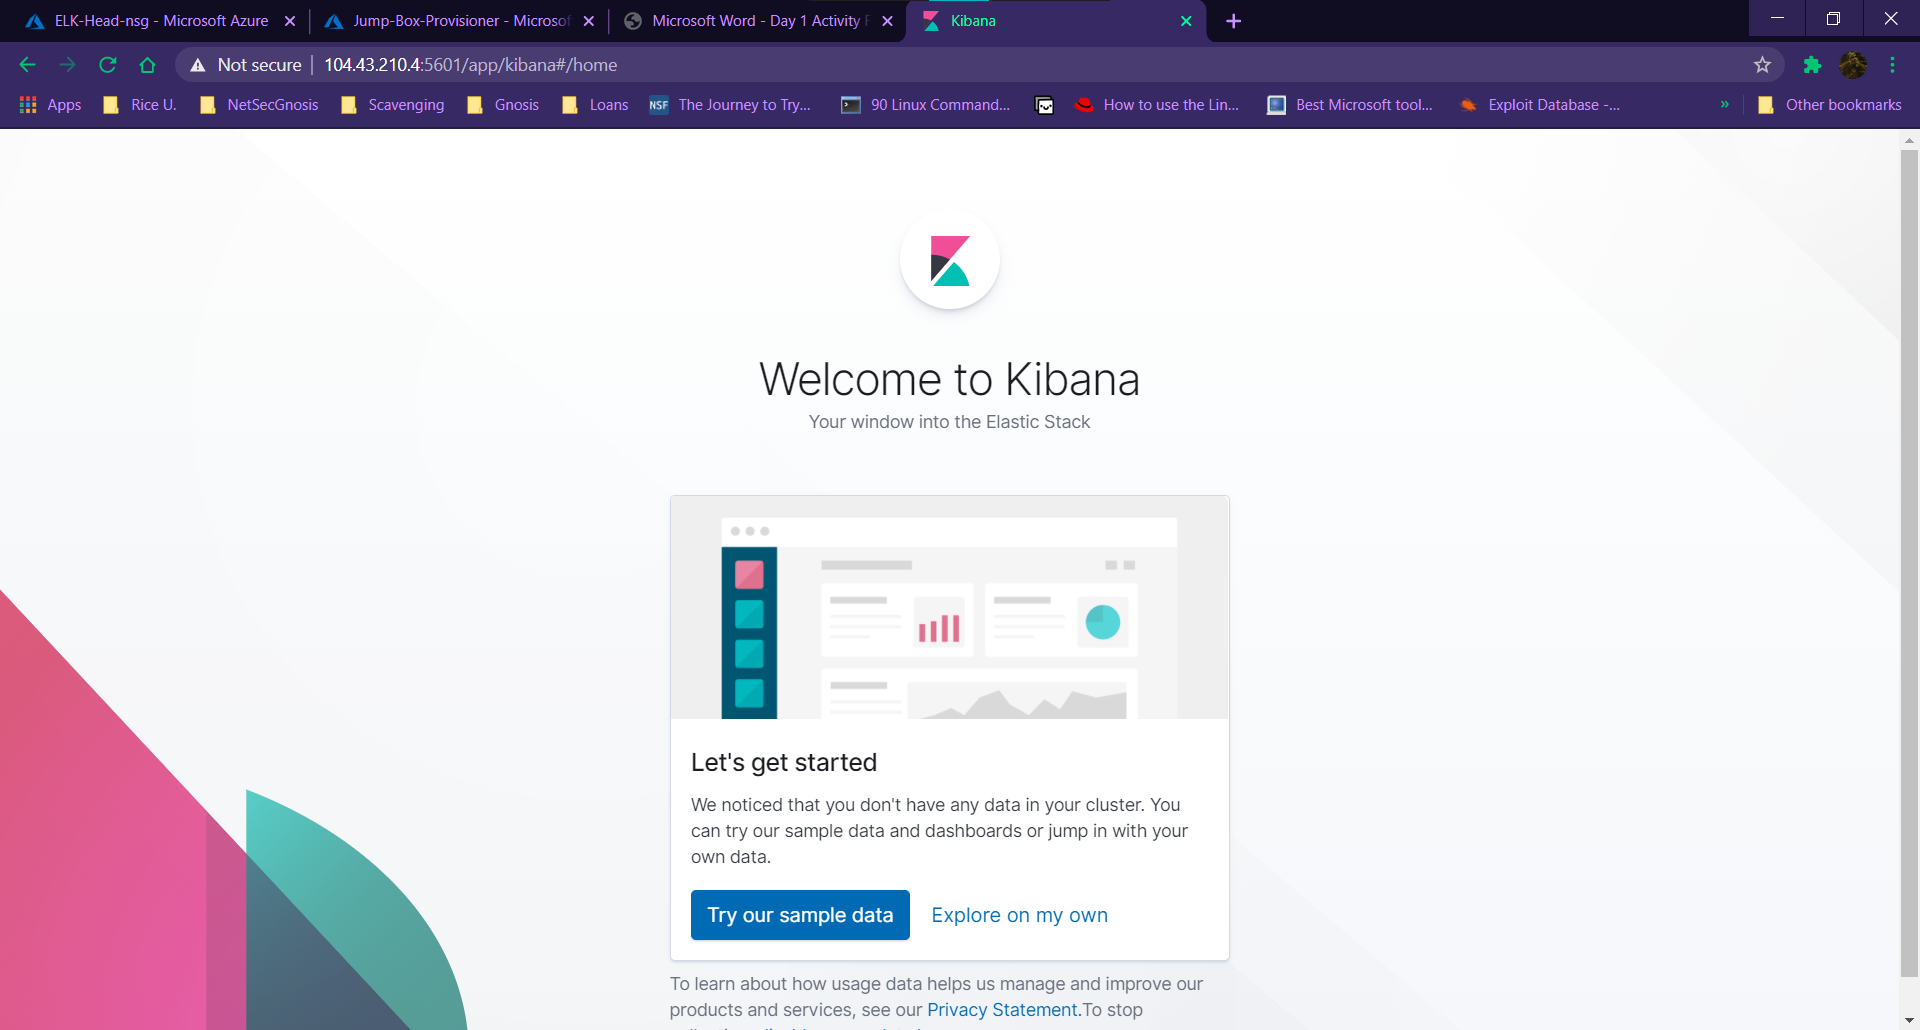 ELK-Head-nsg - Microsoft Azure
Jump-Box-Provisioner - Microsof
Microsoft Word - Day 1 Activity F
Kibana
Not secure
104.43.210.4:5601/app/kibana#/home
Apps
Rice U.
NetSecGnosis
Scavenging
Gnosis
Loans
NSF
The Journey to Try...
90 Linux Command...
How to use the Lin...
Best Microsoft tool...
Exploit Database -...
»
Other bookmarks
Welcome to Kibana
Your window into the Elastic Stack
Let's get started
We noticed that you don't have any data in your cluster. You
can try our sample data and dashboards or jump in with your
own data.
Try our sample data
Explore on my own
To learn about how usage data helps us manage and improve our
products and services, see our Privacy Statement.To stop